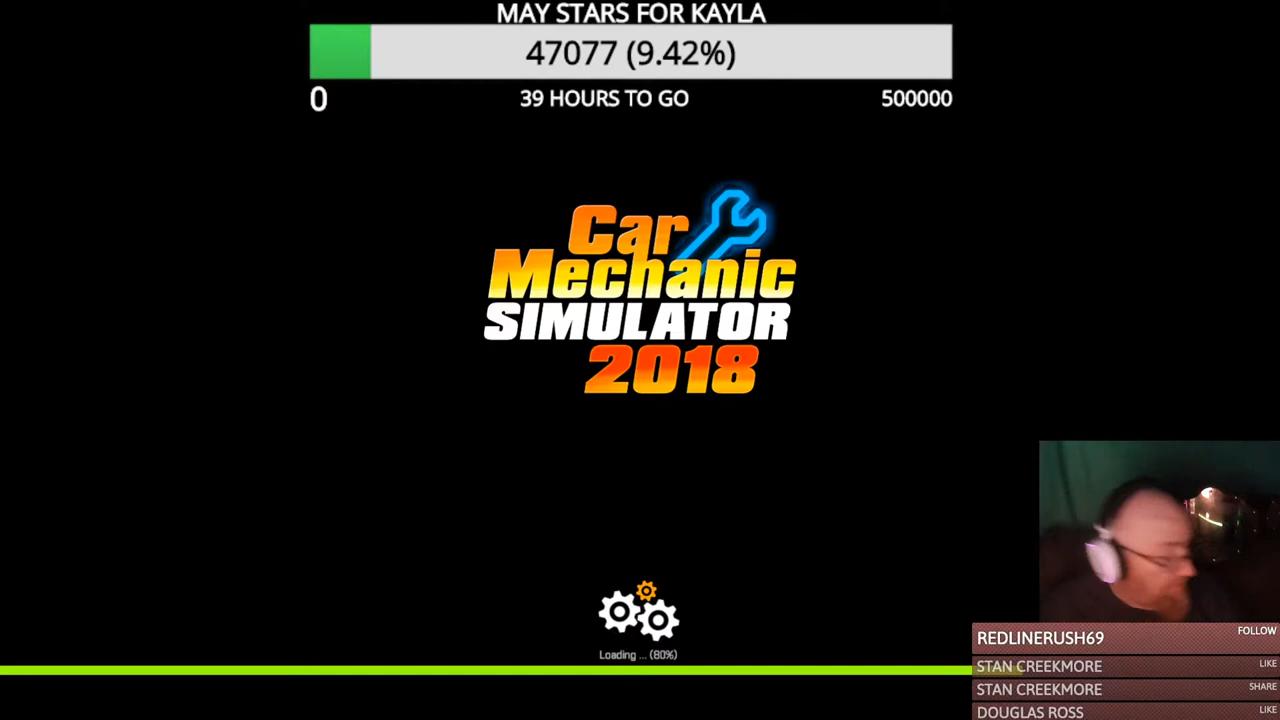 MAY STARS FOR KAYLA
47077 (9.42%)
0 39 HOURS TO GO 500000
Car
Mechanic
SIMULATOR
2018
Loading ... (80%)
REDLINERUSH69 FOLLOW
STAN CREEKMORE LIKE
STAN CREEKMORE SHARE
DOUGLAS ROSS LIKE